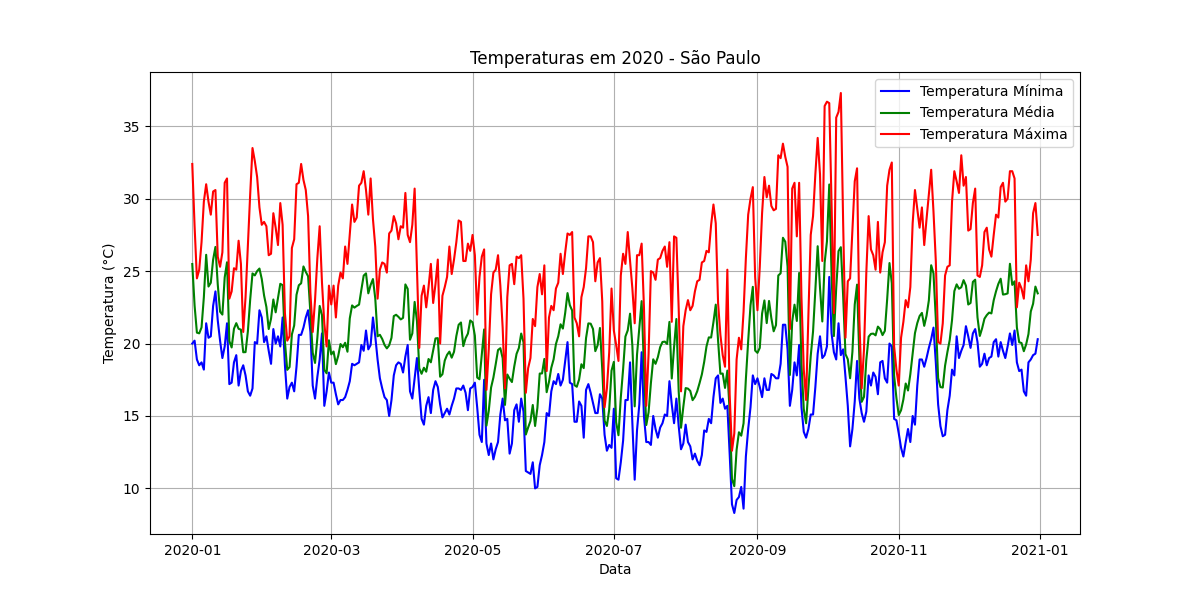 Temperaturas em 2020 - São Paulo
Temperatura Mínima
Temperatura Média
Temperatura Máxima
Temperatura (°C)
35
30
25
20
15
10
2020-01
2020-03
2020-05
2020-07
2020-09
2020-11
2021-01
Data